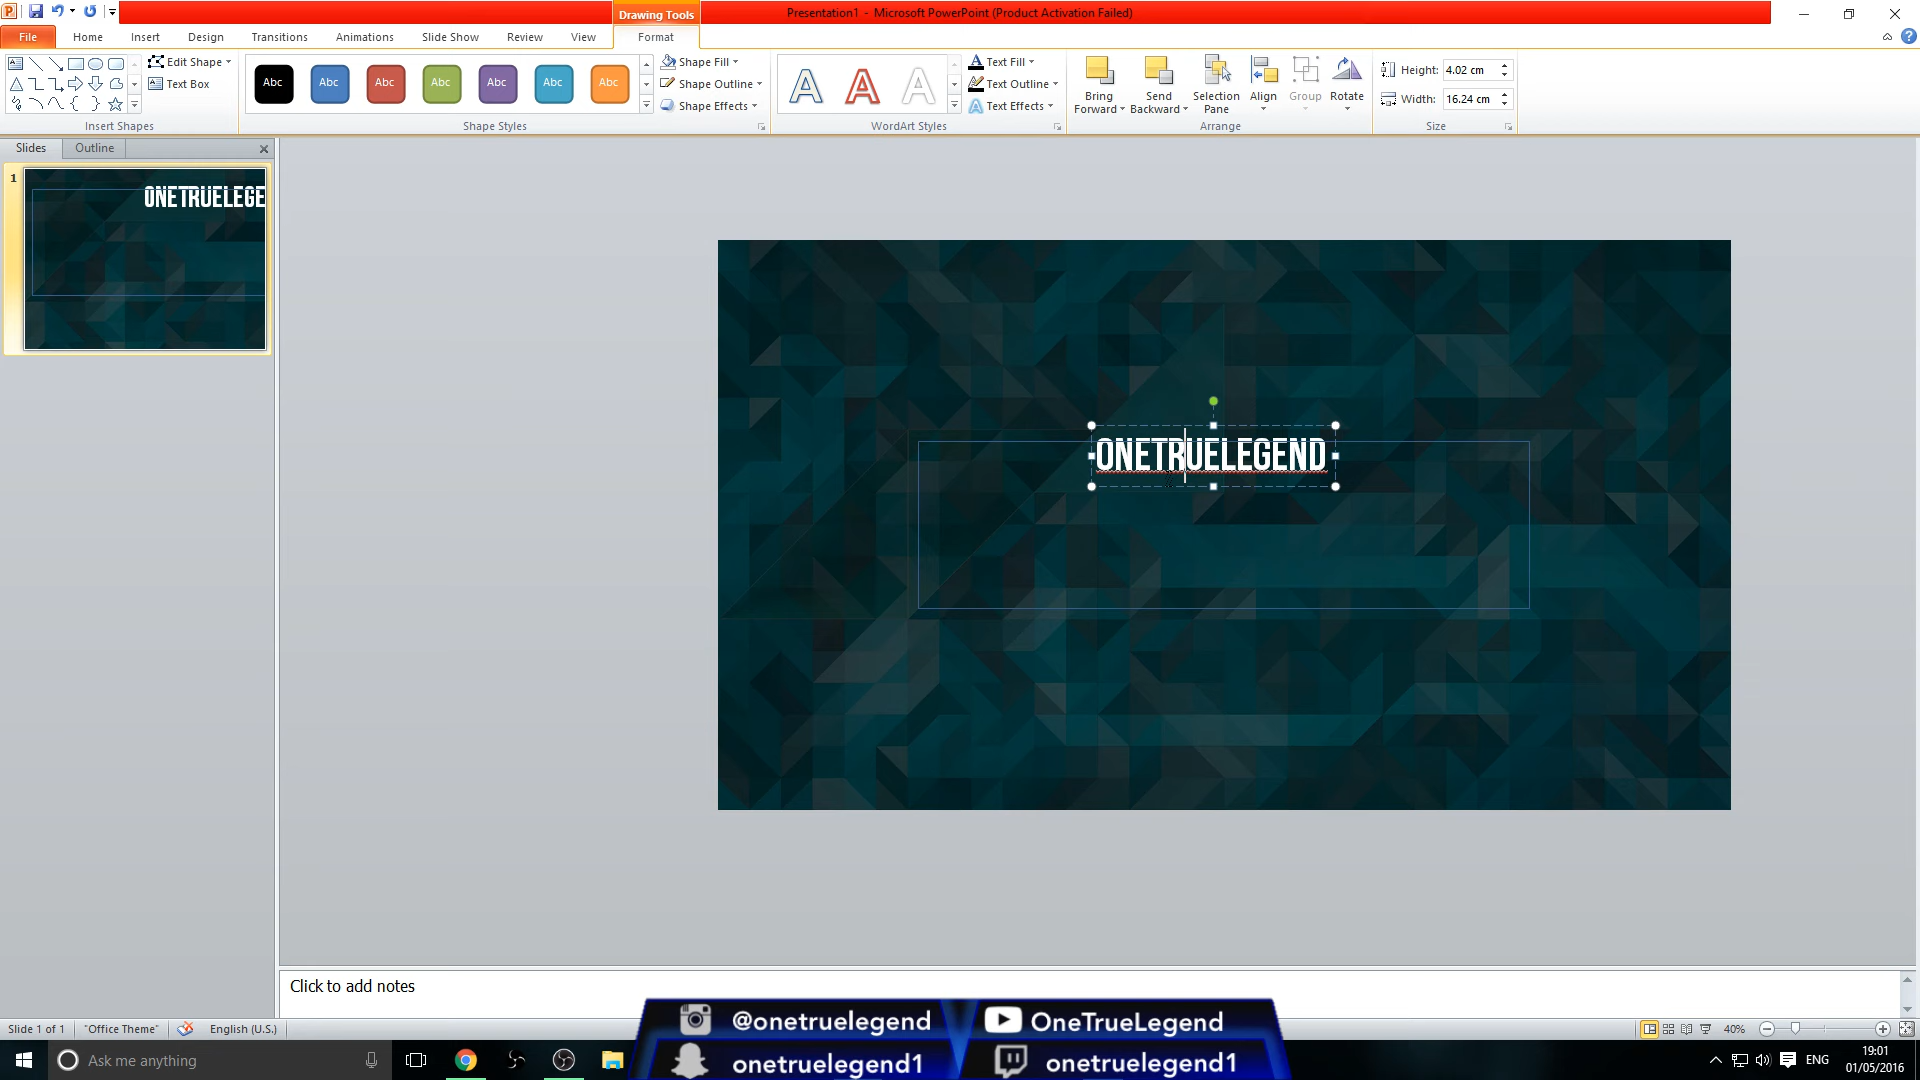 Drawing Tools
Presentation1 - Microsoft PowerPoint (Product Activation Failed)
File Home Insert Design Transitions Animations Slide Show Review View Format
Edit Shape
Text Box
Insert Shapes
Abc Abc Abc Abc Abc Abc Abc
Shape Fill
Shape Outline
Shape Effects
Shape Styles
A A A
Text Fill
Text Outline
Text Effects
WordArt Styles
Bring Forward
Send Backward
Selection Pane
Align
Group
Rotate
Arrange
Height: 4.02 cm
Width: 16.24 cm
Size
Slides Outline
1
ONETRUELEGE
ONETRUELEGEND
Click to add notes
Slide 1 of 1 "Office Theme" English (U.S.) 40%
@onetruelegend OneTrueLegend
onetruelegend1 onetruelegend1
Ask me anything
ENG
19:01
01/05/2016